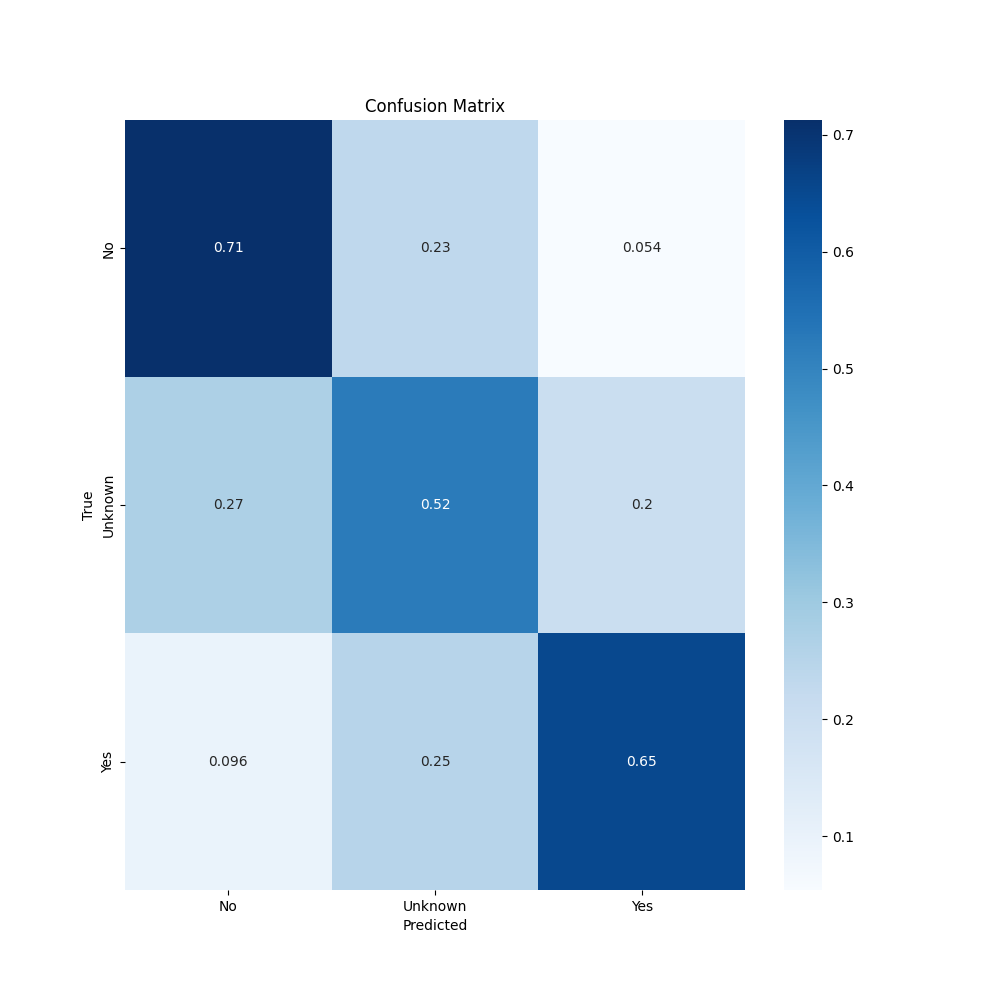 Confusion Matrix
No
0.71 0.23 0.054
True
Unknown
0.27 0.52 0.2
Yes
0.096 0.25 0.65
No Unknown Yes
Predicted
0.7
0.6
0.5
0.4
0.3
0.2
0.1